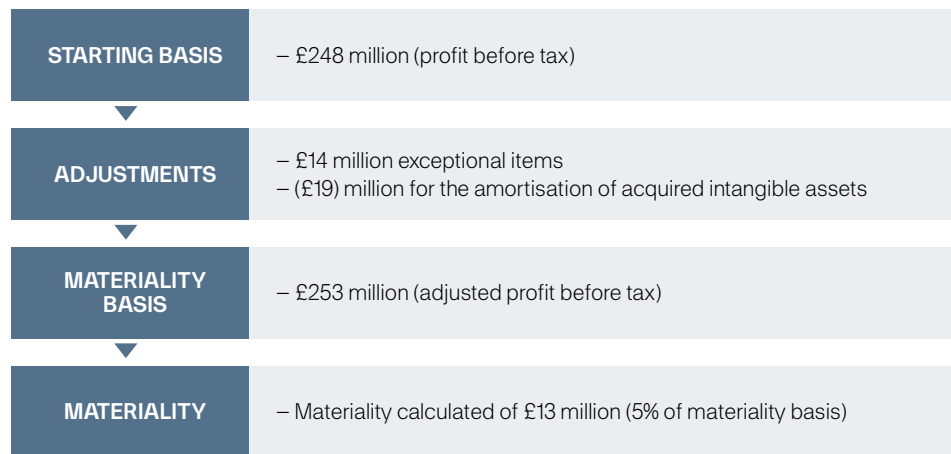 STARTING BASIS
– £248 million (profit before tax)
ADJUSTMENTS
– £14 million exceptional items
– (£19) million for the amortisation of acquired intangible assets
MATERIALITY
BASIS
– £253 million (adjusted profit before tax)
MATERIALITY
– Materiality calculated of £13 million (5% of materiality basis)